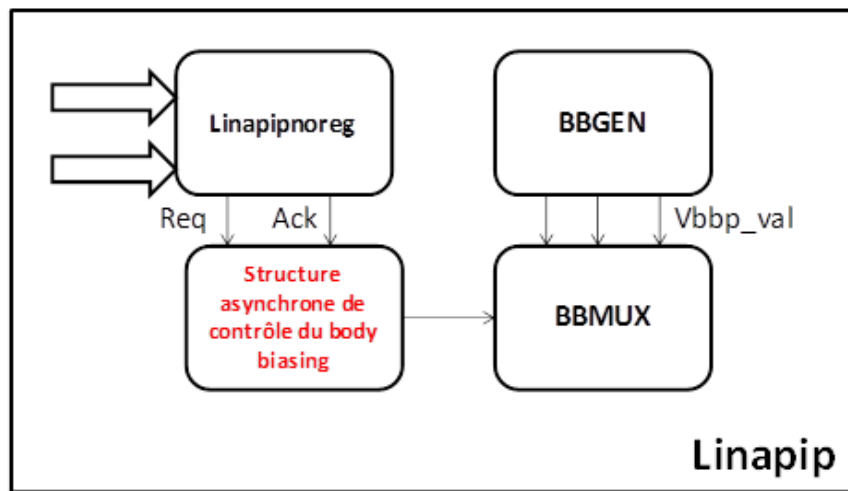 Linapipnoreg
BBGEN
Req
Ack
Vbbp_val
Structure
asynchrone de
contrôle du body
biasing
BBMUX
Linapip